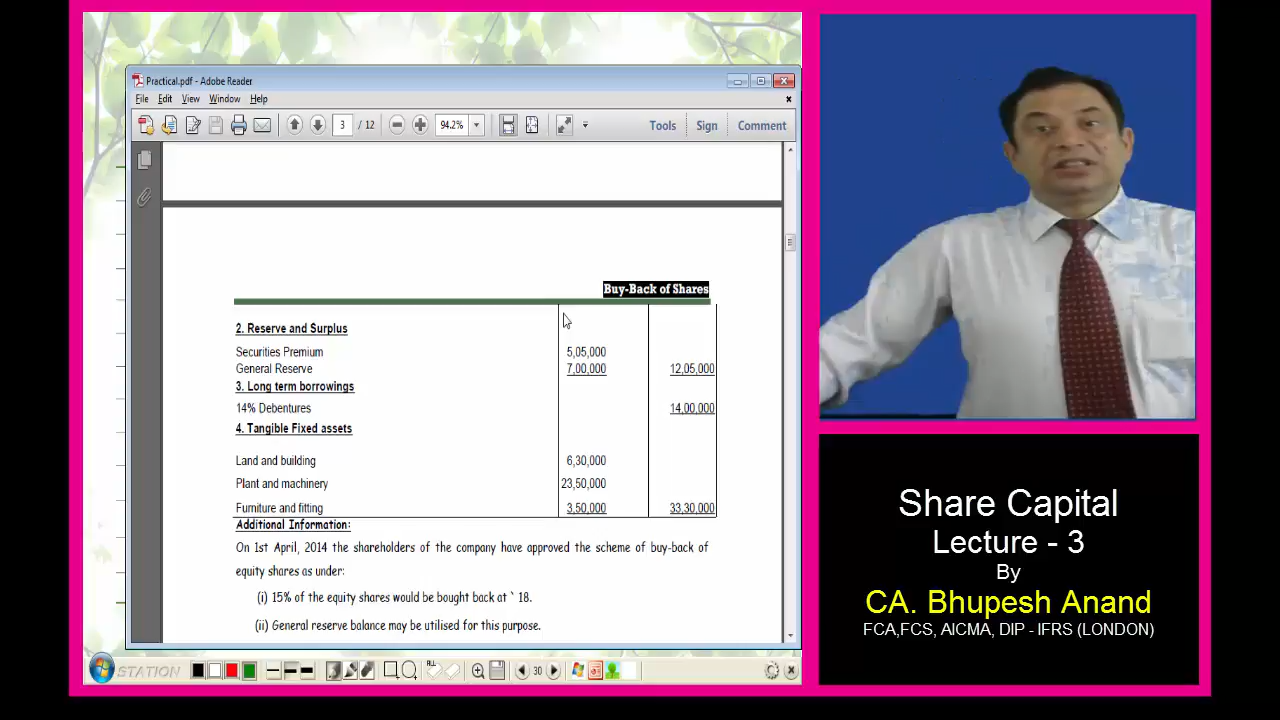 Practical.pdf - Adobe Reader
File Edit View Window Help
3 / 12 94.2% Tools Sign Comment
Buy-Back of Shares
2. Reserve and Surplus
Securities Premium 5,05,000
General Reserve 7,00,000 12,05,000
3. Long term borrowings
14% Debentures 14,00,000
4. Tangible Fixed assets
Land and building 6,30,000
Plant and machinery 23,50,000
Furniture and fitting 3,50,000 33,30,000
Additional Information:
On 1st April, 2014 the shareholders of the company have approved the scheme of buy-back of
equity shares as under:
(i) 15% of the equity shares would be bought back at ` 18.
(ii) General reserve balance may be utilised for this purpose.
STATION 30
Share Capital
Lecture - 3
By
CA. Bhupesh Anand
FCA,FCS, AICMA, DIP - IFRS (LONDON)